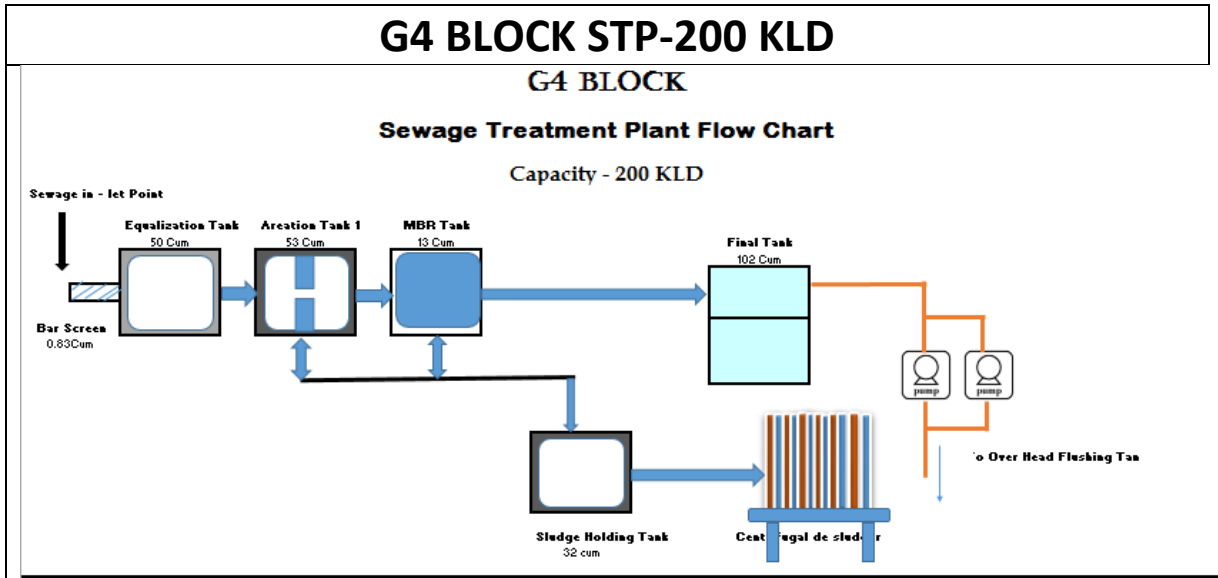 G4 BLOCK STP-200 KLD
G4 BLOCK
Sewage Treatment Plant Flow Chart
Capacity - 200 KLD
Sewage in - let Point
Equalization Tank
50 Cum
Areation Tank 1
53 Cum
MBR Tank
13 Cum
Final Tank
102 Cum
Bar Screen
0.83Cum
pump
pump
Over Head Flushing Tan
Sludge Holding Tank
32 cum
de